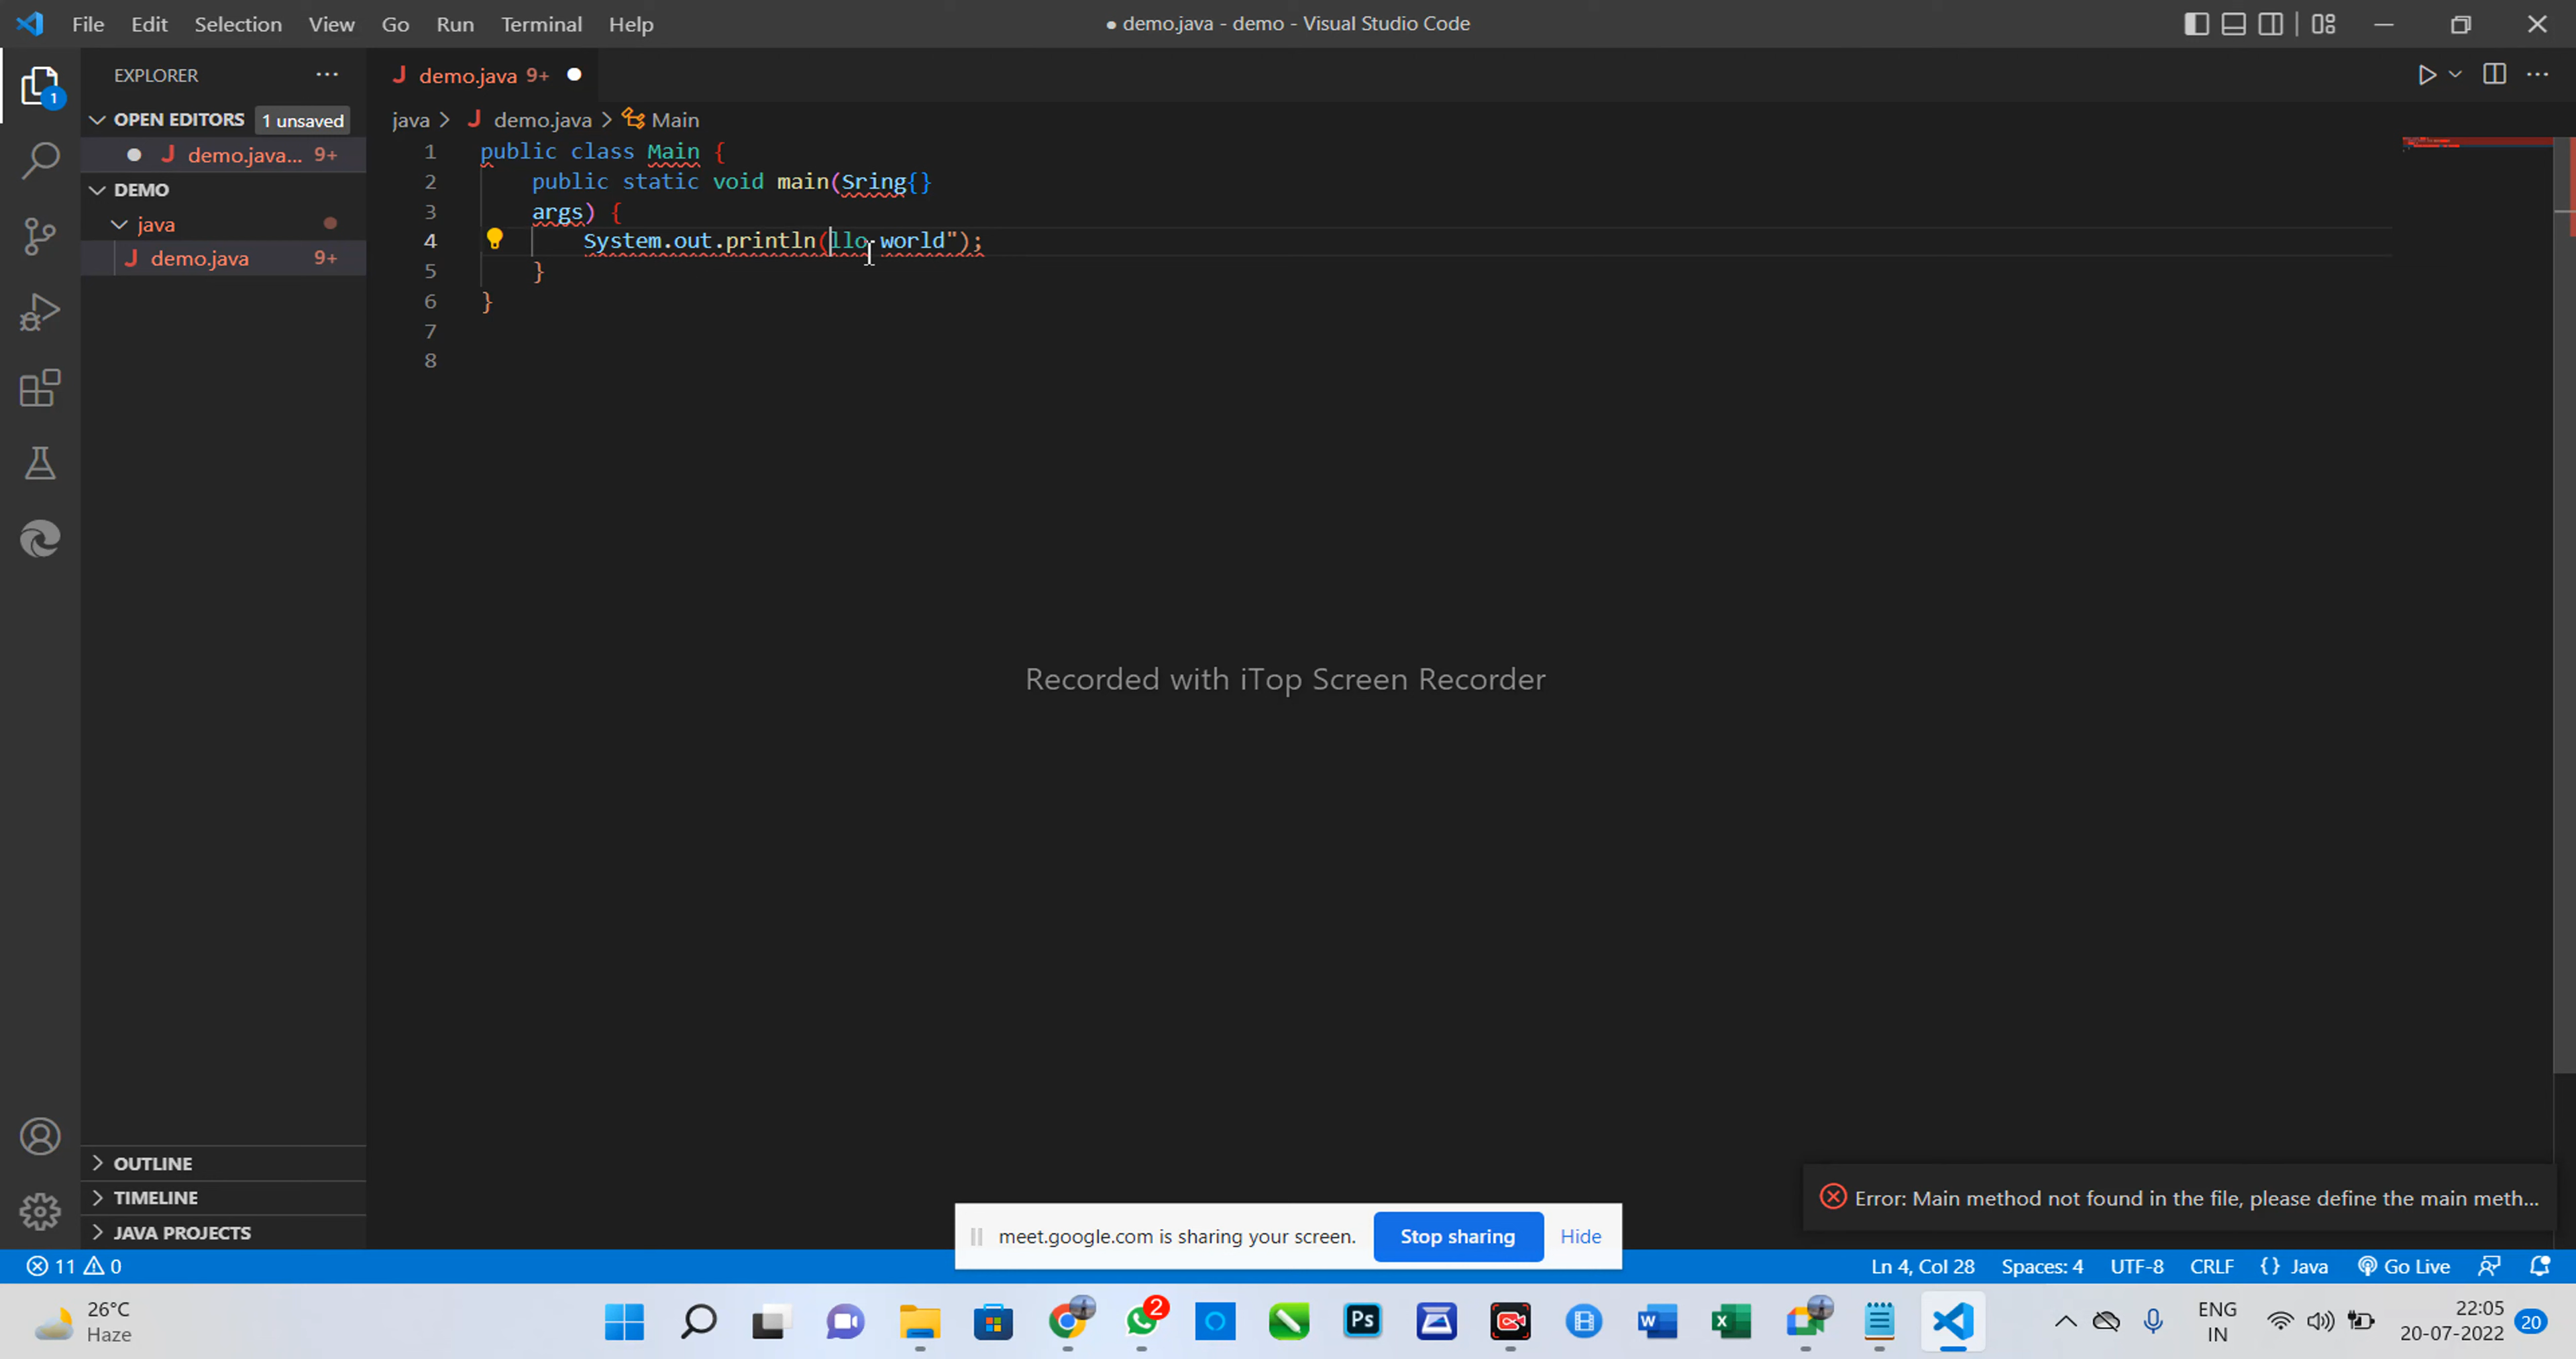 File Edit Selection View Go Run Terminal Help
● demo.java - demo - Visual Studio Code
EXPLORER
OPEN EDITORS 1 unsaved
demo.java... 9+
DEMO
java
demo.java 9+
OUTLINE
TIMELINE
JAVA PROJECTS
demo.java 9+
java > demo.java > Main
1 public class Main {
2 public static void main(Sring{}
3 args) {
4 System.out.println(llo world");
5 }
6 }
7
8
Recorded with iTop Screen Recorder
Error: Main method not found in the file, please define the main meth...
meet.google.com is sharing your screen. Stop sharing Hide
11 0
Ln 4, Col 28 Spaces: 4 UTF-8 CRLF {} Java Go Live
26°C
Haze
2
Ps
W
X
ENG
IN
22:05
20-07-2022
20
1